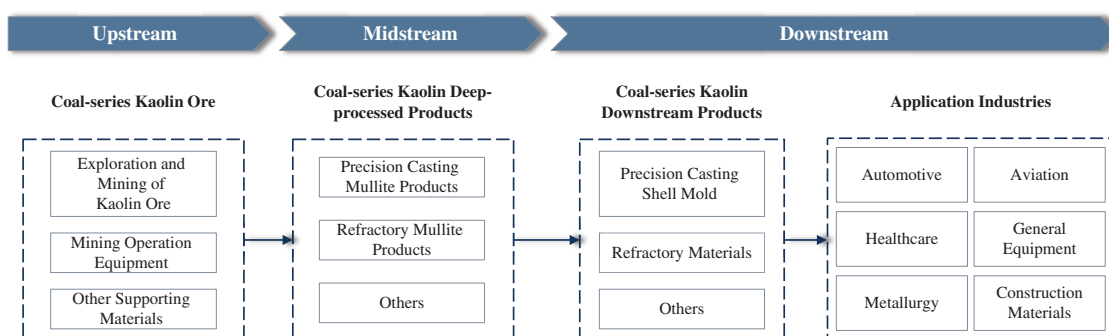 Upstream
Midstream
Downstream
Coal-series Kaolin Ore
Coal-series Kaolin Deep-
processed Products
Coal-series Kaolin
Downstream Products
Application Industries
Exploration and
Mining of
Kaolin Ore
Mining Operation
Equipment
Other Supporting
Materials
Precision Casting
Mullite Products
Refractory Mullite
Products
Others
Precision Casting
Shell Mold
Refractory Materials
Others
Automotive
Aviation
Healthcare
General
Equipment
Metallurgy
Construction
Materials